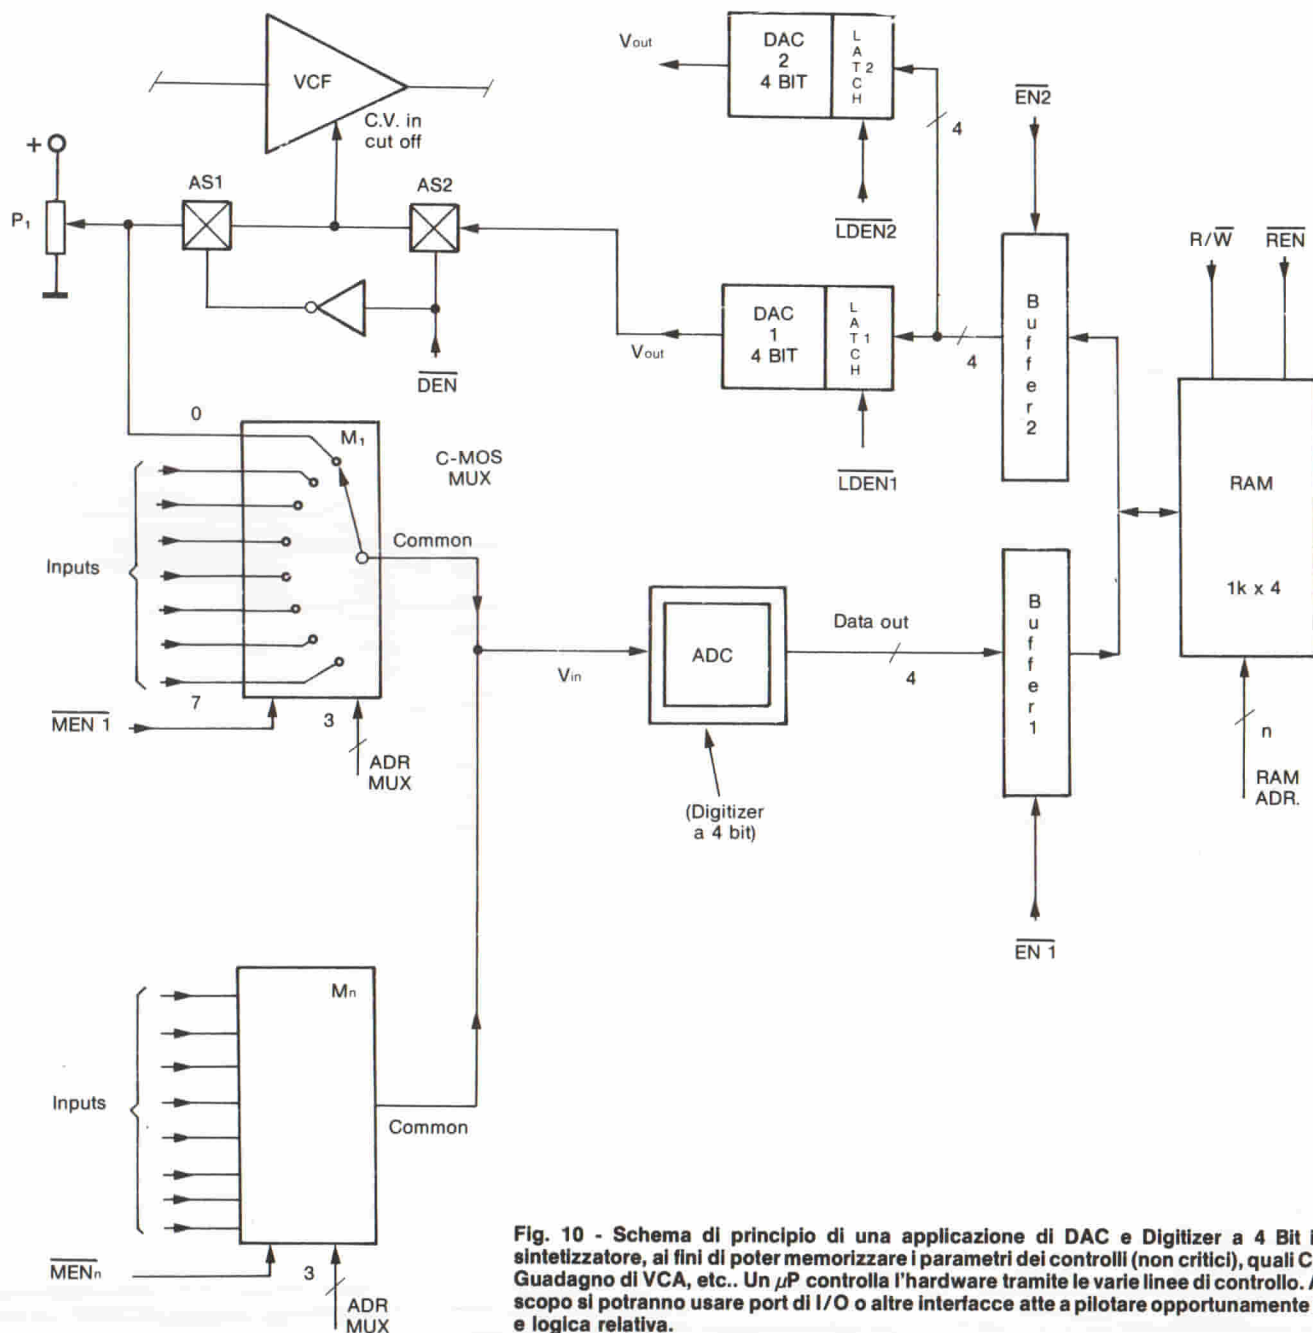 VCF
C.V. in
cut off
+
P1
AS1
AS2
DEN
Vout
DAC
2
4 BIT
LATCH 2
4
LDEN2
EN2
Vout
DAC
1
4 BIT
LATCH 1
4
LDEN1
Buffer 2
R/W
REN
RAM
1k x 4
n
RAM
ADR.
0
M1
C-MOS
MUX
Common
Inputs
7
MEN 1
3
ADR
MUX
Vin
ADC
Data out
4
(Digitizer
a 4 bit)
Buffer 1
EN 1
Mn
Inputs
Common
MENn
3
ADR
MUX
Fig. 10 - Schema di principio di una applicazione di DAC e Digitizer a 4 Bit i
sintetizzatore, ai fini di poter memorizzare i parametri dei controlli (non critici), quali C
Guadagno di VCA, etc.. Un µP controlla l'hardware tramite le varie linee di controllo. A
scopo si potranno usare port di I/O o altre interfacce atte a pilotare opportunamente
e logica relativa.